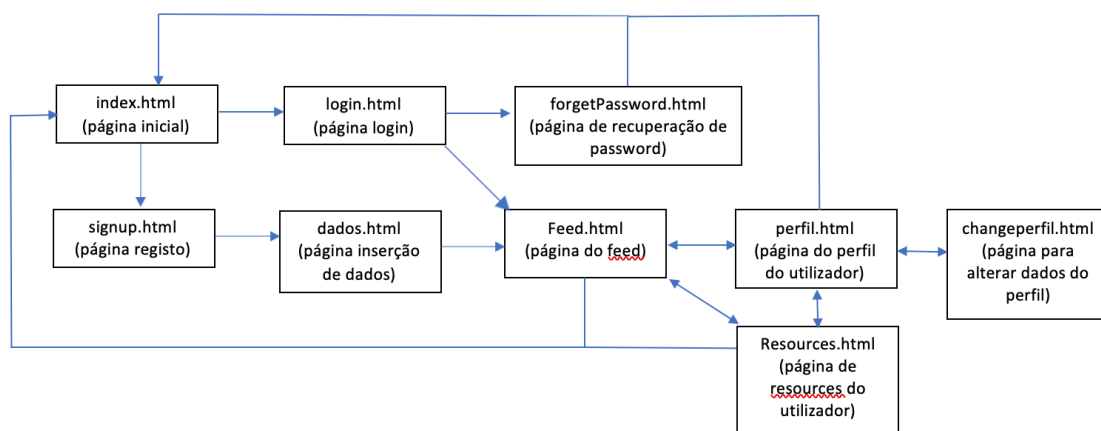 index.html
(página inicial)
login.html
(página login)
forgetPassword.html
(página de recuperação de
password)
signup.html
(página registo)
dados.html
(página inserção
de dados)
Feed.html
(página do feed)
perfil.html
(página do perfil
do utilizador)
changeperfil.html
(página para
alterar dados do
perfil)
Resources.html
(página de
resources do
utilizador)